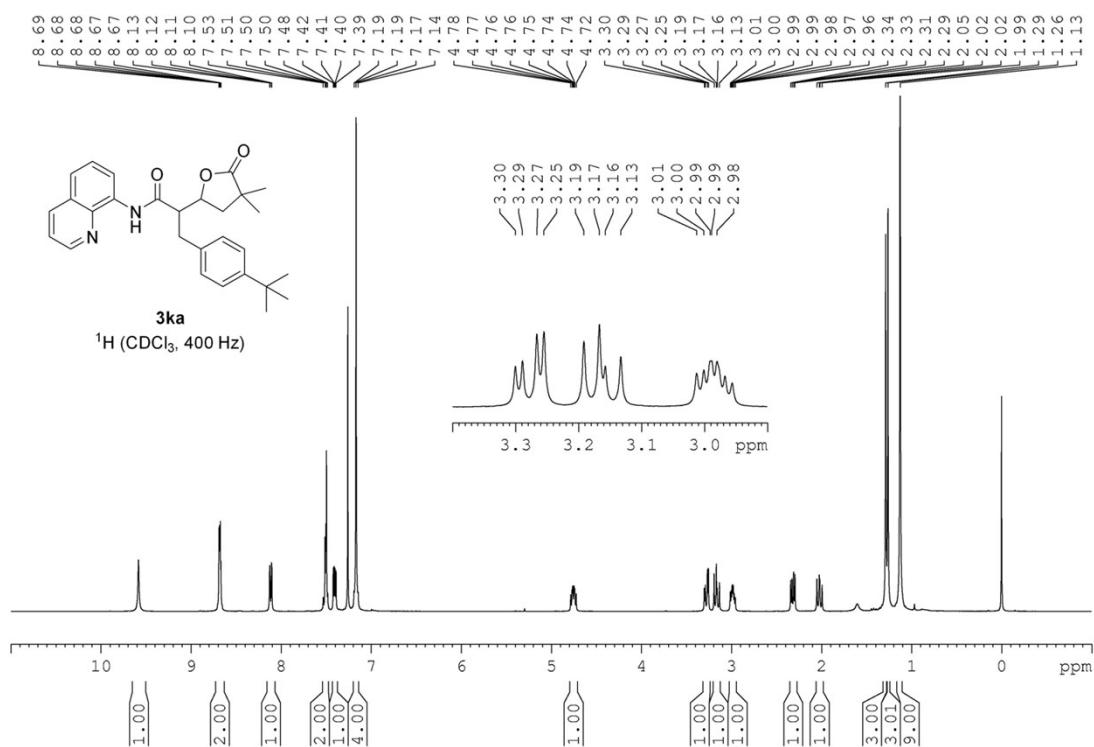 8.69 8.68 8.68 8.67 8.67 8.13 8.12 8.11 8.10 7.53 7.51 7.50 7.50 7.48 7.42 7.41 7.40 7.39 7.19 7.19 7.17 7.14 4.78 4.77 4.76 4.76 4.75 4.74 4.74 4.72 3.30 3.29 3.27 3.25 3.19 3.17 3.16 3.13 3.01 3.00 2.99 2.99 2.98 2.97 2.96 2.34 2.33 2.31 2.29 2.05 2.02 2.02 1.99 1.29 1.26 1.13
O O O
N H
N
3ka
¹H (CDCl₃, 400 Hz)
3.30 3.29 3.27 3.25 3.19 3.17 3.16 3.13 3.01 3.00 2.99 2.99 2.98
3.3 3.2 3.1 3.0 ppm
10 9 8 7 6 5 4 3 2 1 0 ppm
1.00 2.00 1.00 2.00 1.00 4.00 1.00 1.00 1.00 1.00 1.00 1.00 3.00 3.01 9.00